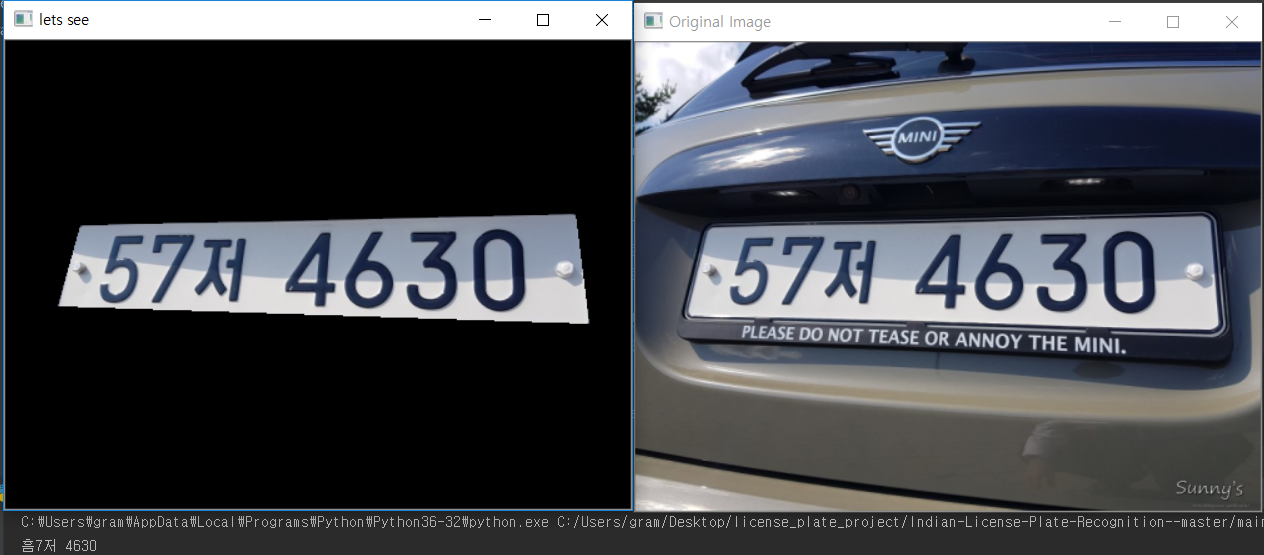 lets see
Original Image
57저 4630
MINI
57저 4630
PLEASE DO NOT TEASE OR ANNOY THE MINI.
Sunny's
C:₩Users₩gram₩AppData₩Local₩Programs₩Python₩Python36-32₩python.exe C:/Users/gram/Desktop/license_plate_project/Indian-License-Plate-Recognition--master/mai
흠7저 4630